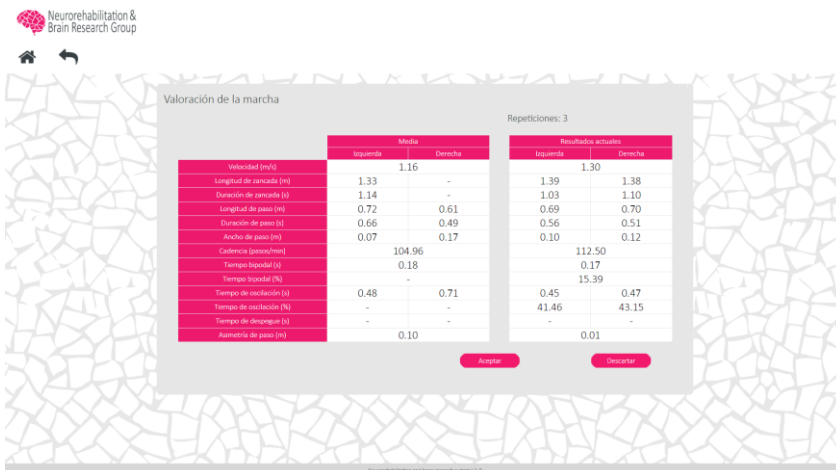 Neurorehabilitation &
Brain Research Group
Valoración de la marcha
Repeticiones: 3
Media Resultados actuales
Izquierda Derecha Izquierda Derecha
Velocidad (m/s) 1.16 1.30
Longitud de zancada (m) 1.33 - 1.39 1.38
Duración de zancada (s) 1.14 - 1.03 1.10
Longitud de paso (m) 0.72 0.61 0.69 0.70
Duración de paso (s) 0.66 0.49 0.56 0.51
Ancho de paso (m) 0.07 0.17 0.10 0.12
Cadencia (pasos/min) 104.96 112.50
Tiempo bipodal (s) 0.18 0.17
Tiempo bipodal (%) - 15.39
Tiempo de oscilación (s) 0.48 0.71 0.45 0.47
Tiempo de oscilación (%) - - 41.46 43.15
Tiempo de despegue (s) - - - -
Asimetría de paso (m) 0.10 0.01
Aceptar Descartar